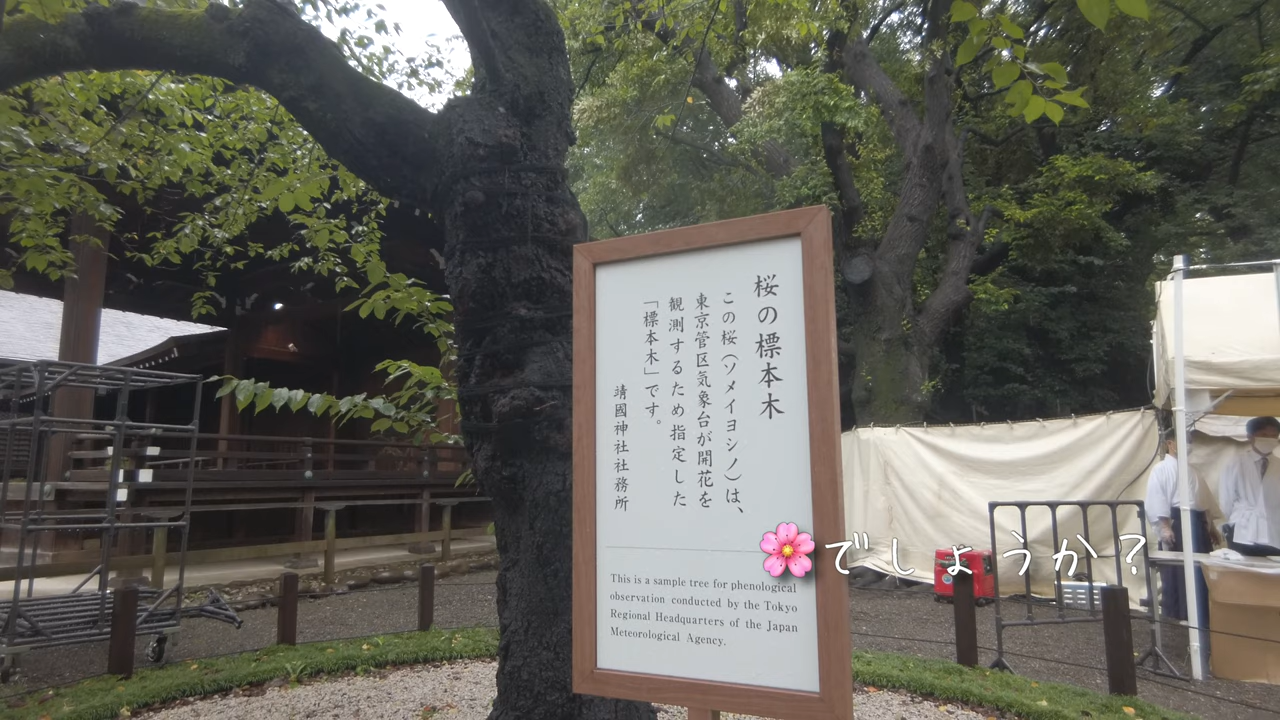 桜の標本木
この桜（ソメイヨシノ）は、
東京管区気象台が開花を
観測するため指定した
「標本木」です。
靖國神社社務所
This is a sample tree for phenological
observation conducted by the Tokyo
Regional Headquarters of the Japan
Meteorological Agency.
🌸でしょうか？